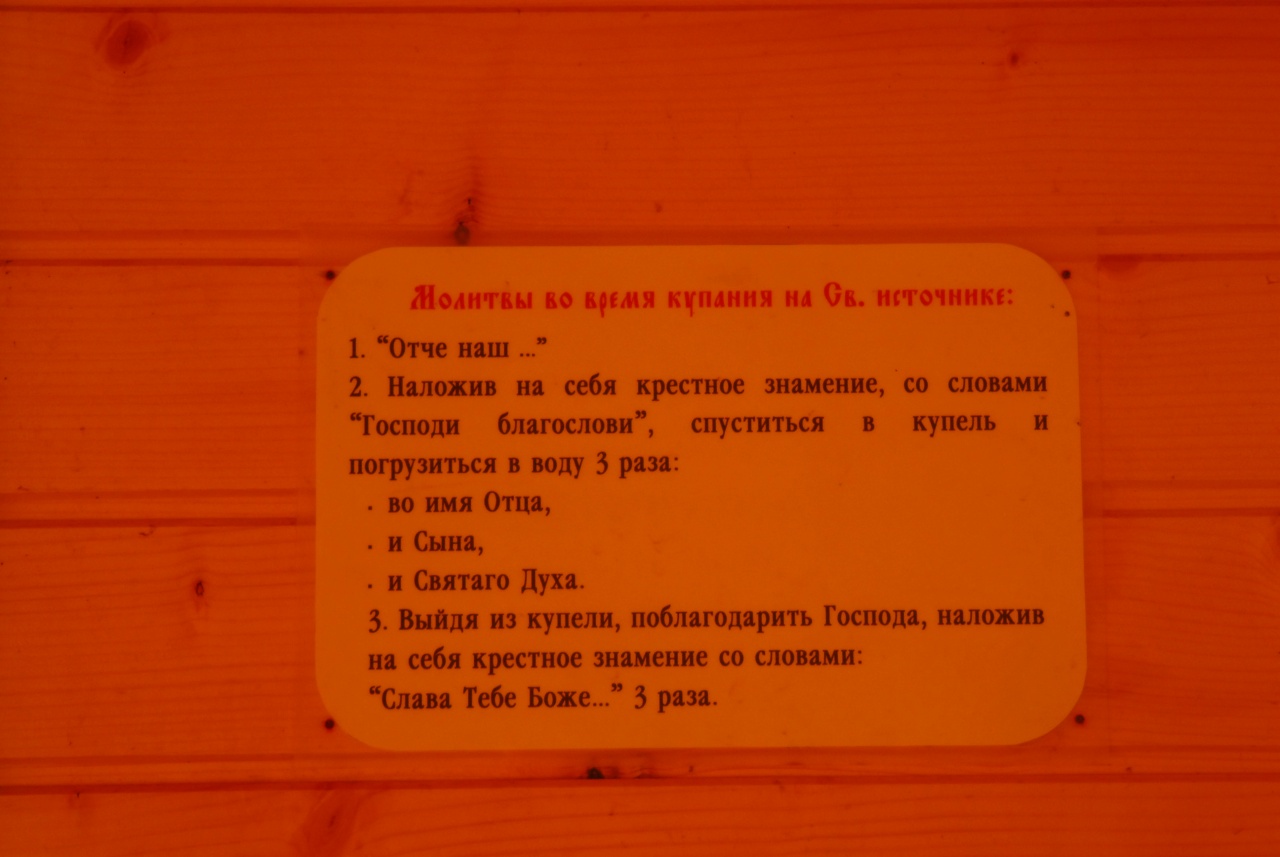 Молитвы во время купания на Св. источнике:
1. “Отче наш ...”
2. Наложив на себя крестное знамение, со словами
“Господи благослови”, спуститься в купель и
погрузиться в воду 3 раза:
. во имя Отца,
. и Сына,
. и Святаго Духа.
3. Выйдя из купели, поблагодарить Господа, наложив
на себя крестное знамение со словами:
“Слава Тебе Боже...” 3 раза.